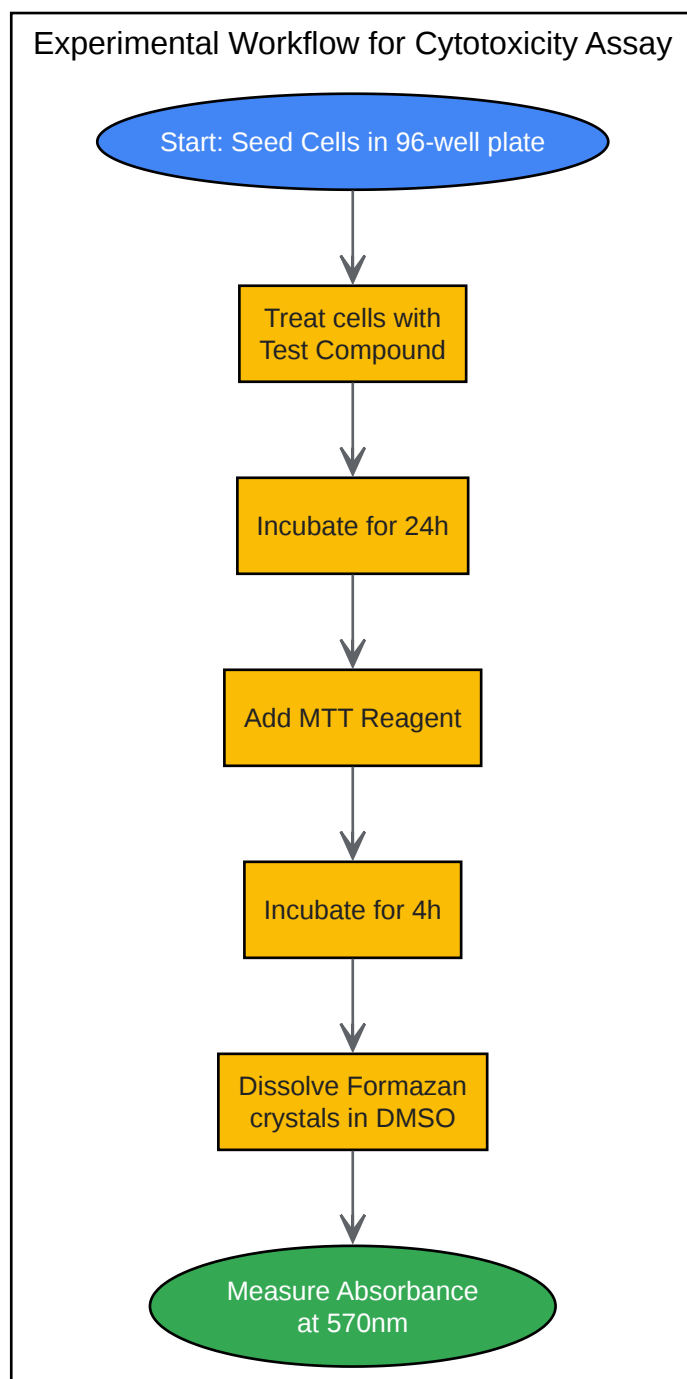 Experimental Workflow for Cytotoxicity Assay
Start: Seed Cells in 96-well plate
Treat cells with
Test Compound
Incubate for 24h
Add MTT Reagent
Incubate for 4h
Dissolve Formazan
crystals in DMSO
Measure Absorbance
at 570nm